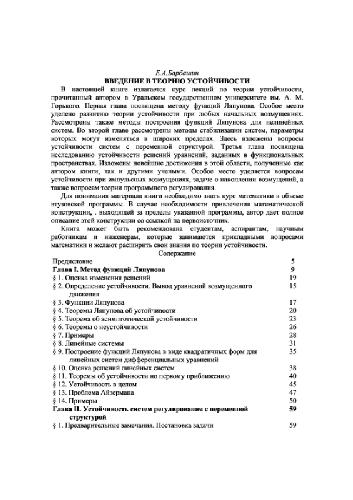 Е.А.Барбашин
ВВЕДЕНИЕ В ТЕОРИЮ УСТОЙЧИВОСТИ
В настоящей книге излагается курс лекций по теории устойчивости,
прочитанный автором в Уральском государственном университете им. А. М.
Горького. Первая глава посвящена методу функций Ляпунова. Особое место
уделено развитию теории устойчивости при любых начальных возмущениях.
Рассмотрены также методы построения функций Ляпунова для нелинейных
систем. Во второй главе рассмотрены методы стабилизации систем, параметры
которых могут изменяться в широких пределах. Здесь изложены вопросы
устойчивости систем с переменной структурой. Третья глава посвящена
исследованию устойчивости решений уравнений, заданных в функциональных
пространствах. Изложены новейшие достижения в этой области, полученные как
автором книги, так и другими учеными. Особое место уделяется вопросам
устойчивости при импульсных возмущениях, задаче о накоплении возмущений, а
также вопросам теории программного регулирования.
Для понимания материала книги необходимо знать курс математики в объеме
втузовской программы. В случае необходимости привлечения математической
конструкции, . выходящей за пределы указанной программы, автор дает полное
описание этой конструкции со ссылкой на первоисточник.
Книга может быть рекомендована студентам, аспирантам, научным
работникам и инженерам, которые занимаются прикладными вопросами
математики и желают расширить свои знания по теории устойчивости.
Содержание
Предисловие 5
Глава I. Метод функций Ляпунова 9
§ 1. Оценка изменения решений 19
§ 2. Определение устойчивости. Вывод уравнений возмущенного движения 15
§ 3. Функции Ляпунова 17
§ 4. Теорема Ляпунова об устойчивости 20
§ 5. Теорема об асимптотической устойчивости 23
§ 6. Теоремы о неустойчивости 26
§ 7. Примеры 28
§ 8. Линейные системы 31
§ 9. Построение функций Ляпунова в виде квадратичных форм для 35
линейных систем дифференциальных уравнений
§ 10. Оценка решений линейных систем 38
§ 11. Теоремы об устойчивости по первому приближению 40
§ 12. Устойчивость в целом 45
§ 13. Проблема Айзермана 47
§ 14. Примеры 50
Глава II. Устойчивость систем регулирования с переменной 59
структурой
§ 1. Предварительные замечания. Постановка задачи 59